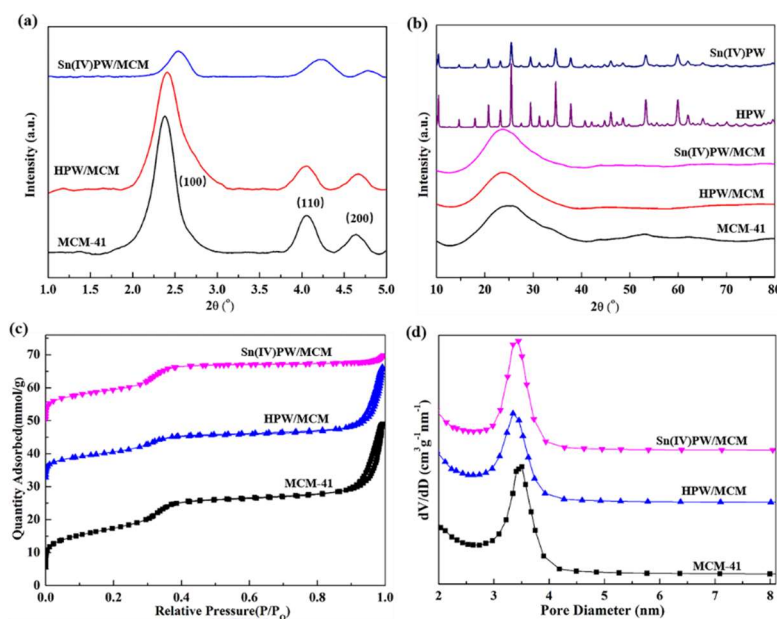 (a)
Sn(IV)PW/MCM
HPW/MCM
(100)
(110)
(200)
MCM-41
Intensity (a.u.)
1.0 1.5 2.0 2.5 3.0 3.5 4.0 4.5 5.0
2θ (°)
(b)
Sn(IV)PW
HPW
Sn(IV)PW/MCM
HPW/MCM
MCM-41
Intensity (a.u.)
10 20 30 40 50 60 70 80
2θ (°)
(c)
Sn(IV)PW/MCM
HPW/MCM
MCM-41
Quantity Adsorbed(mmol/g)
70
60
50
40
30
20
10
0
0.0 0.2 0.4 0.6 0.8 1.0
Relative Pressure(P/P₀)
(d)
Sn(IV)PW/MCM
HPW/MCM
MCM-41
dV/dD (cm³g⁻¹nm⁻¹)
2 3 4 5 6 7 8
Pore Diameter (nm)